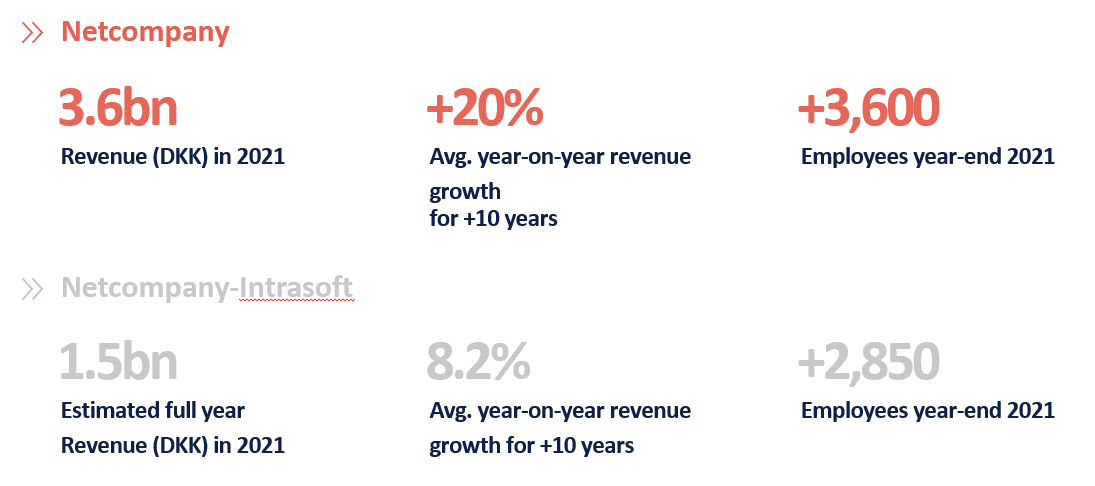 Netcompany
3.6bn
Revenue (DKK) in 2021
+20%
Avg. year-on-year revenue
growth
for +10 years
+3,600
Employees year-end 2021
Netcompany-Intrasoft
1.5bn
Estimated full year
Revenue (DKK) in 2021
8.2%
Avg. year-on-year revenue
growth for +10 years
+2,850
Employees year-end 2021